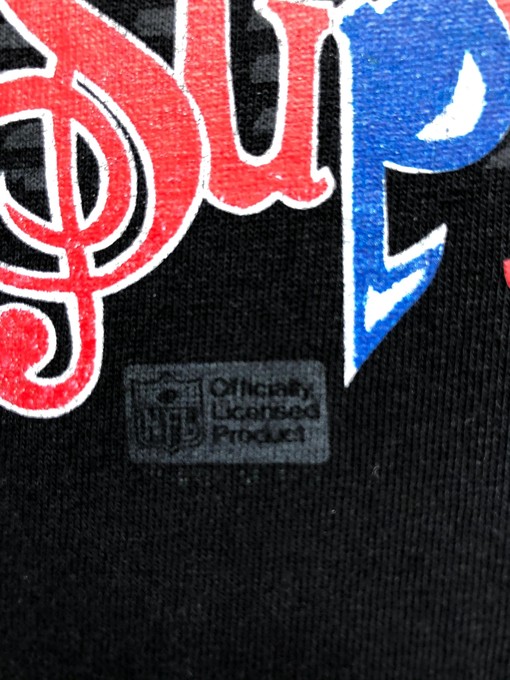 Sup
NFL
Officially
Licensed
Product